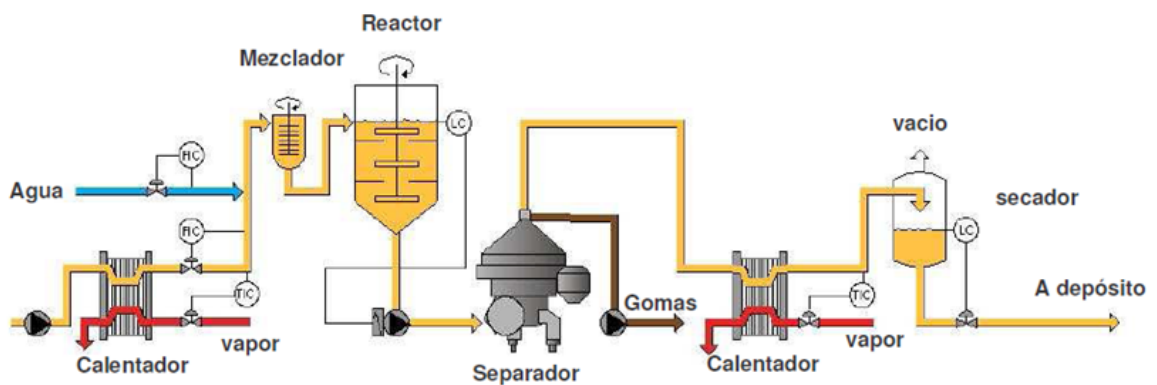 Reactor
Mezclador
LC
vacio
FIC
Agua
secador
FIC
LC
TIC
TIC
A depósito
Gomas
vapor
vapor
Calentador
Separador
Calentador